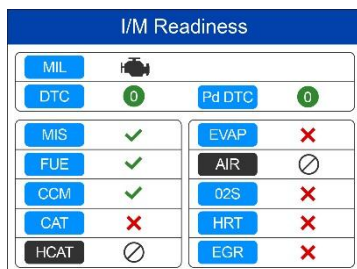 I/M Readiness
MIL
DTC 0 Pd DTC 0
MIS EVAP
FUE AIR
CCM 02S
CAT HRT
HCAT EGR